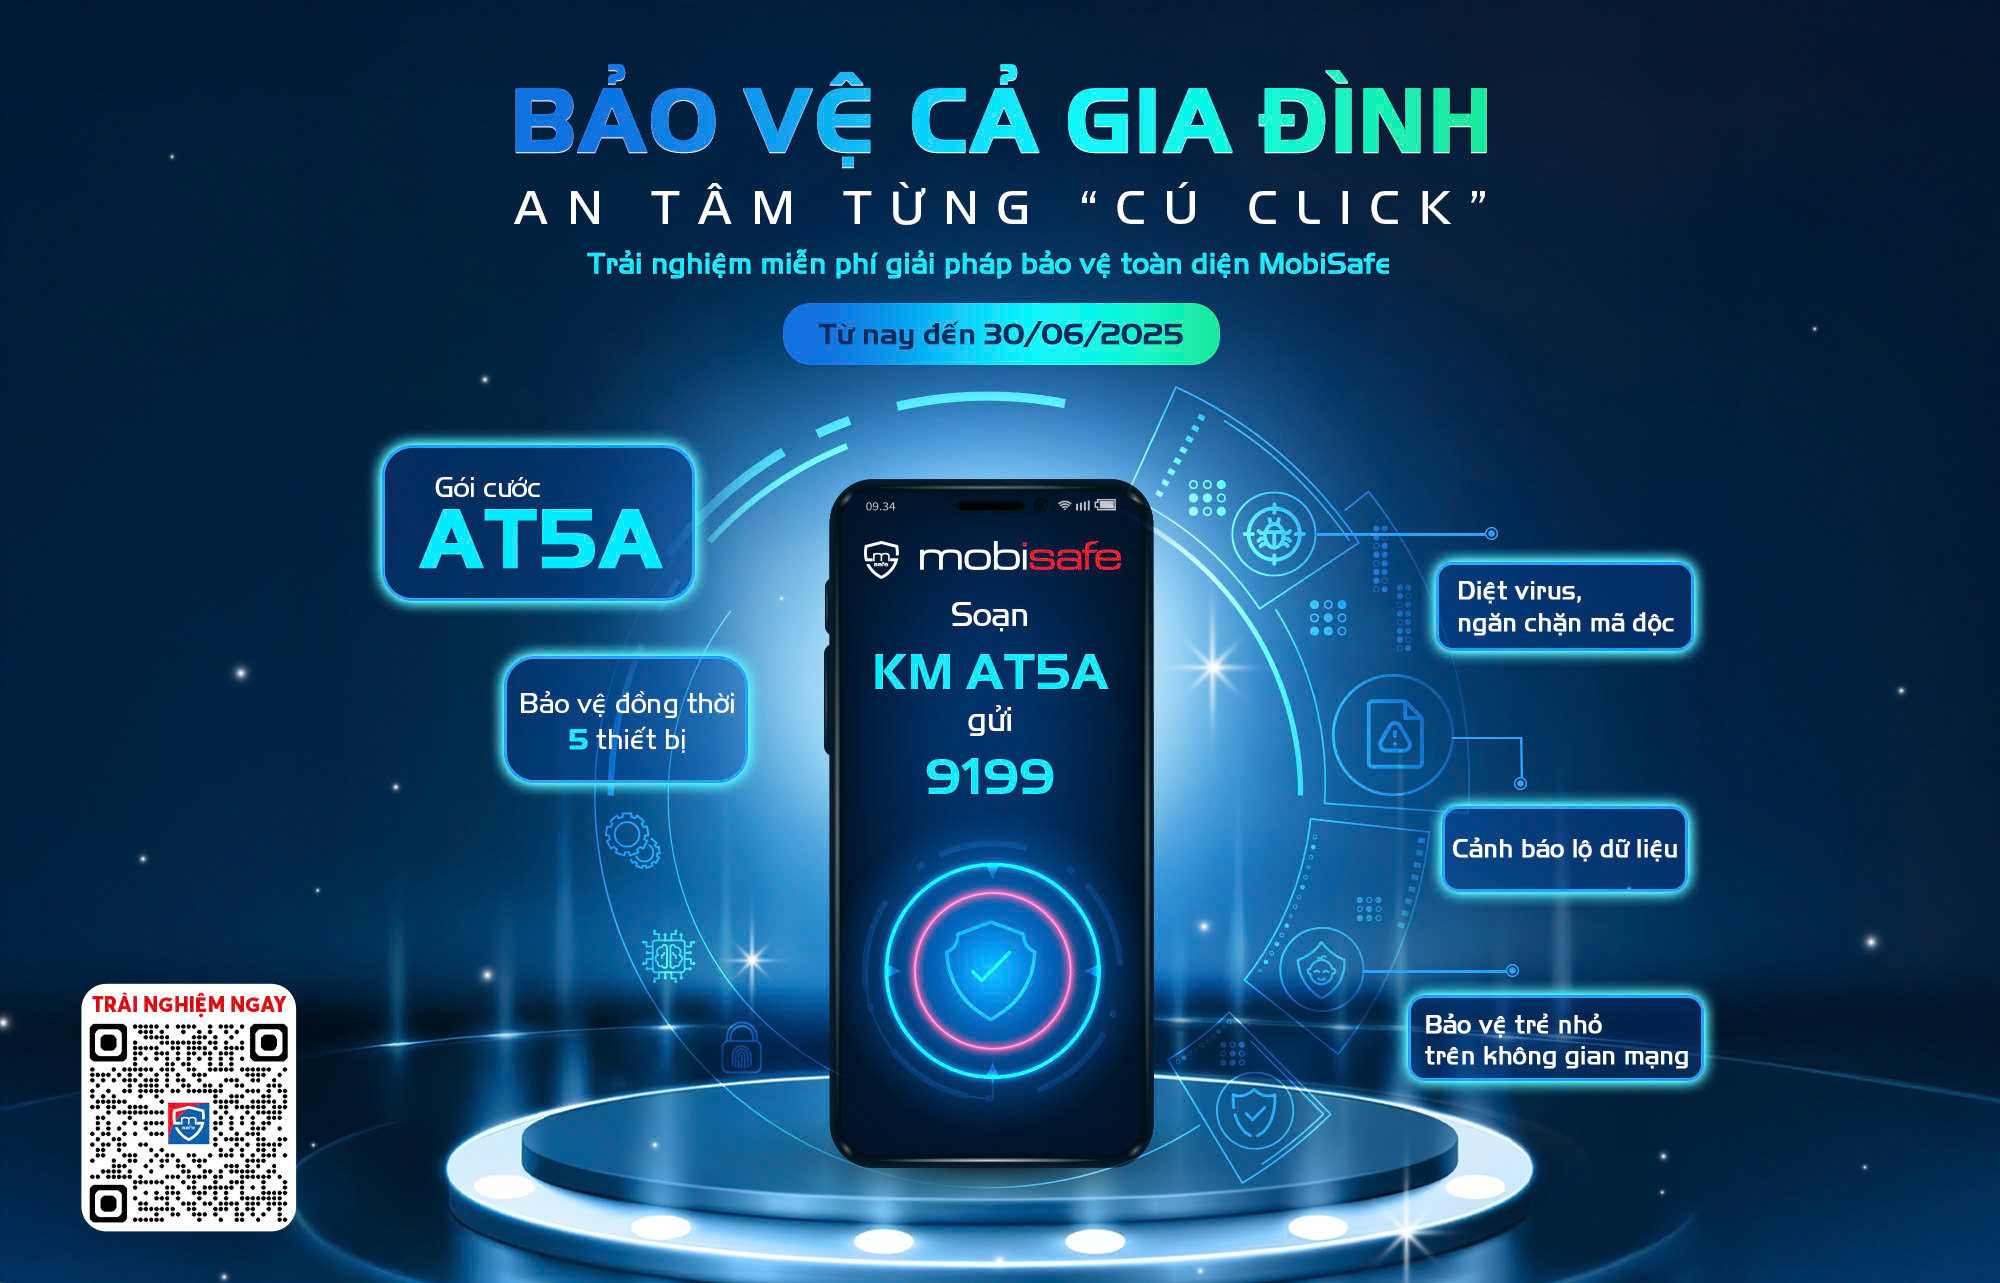 BẢO VỆ CẢ GIA ĐÌNH
AN TÂM TỪNG “CÚ CLICK”
Trải nghiệm miễn phí giải pháp bảo vệ toàn diện MobiSafe
Từ nay đến 30/06/2025
Gói cước
AT5A
Bảo vệ đồng thời
5 thiết bị
09.34
m
safe
mobisafe
Soạn
KM AT5A
gửi
9199
Diệt virus,
ngăn chặn mã độc
Cảnh báo lộ dữ liệu
Bảo vệ trẻ nhỏ
trên không gian mạng
TRẢI NGHIỆM NGAY
m
safe